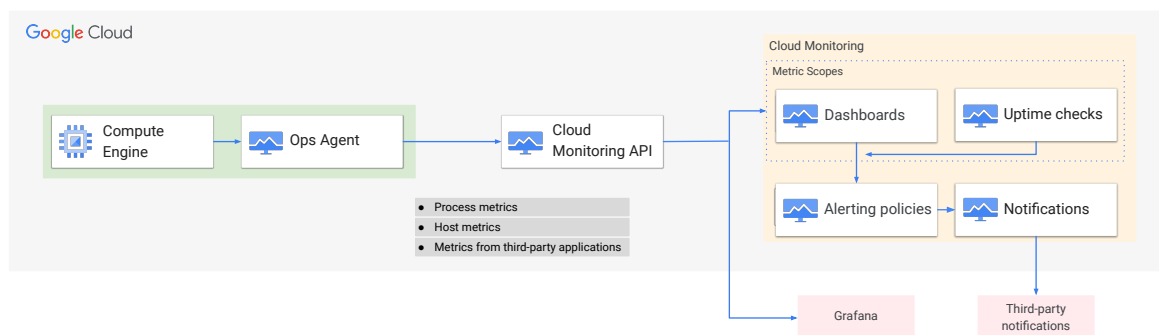 Google Cloud
Cloud Monitoring
Metric Scopes
Compute
Engine
Ops Agent
Cloud
Monitoring API
Dashboards
Uptime checks
Alerting policies
Notifications
● Process metrics
● Host metrics
● Metrics from third-party applications
Grafana
Third-party
notifications